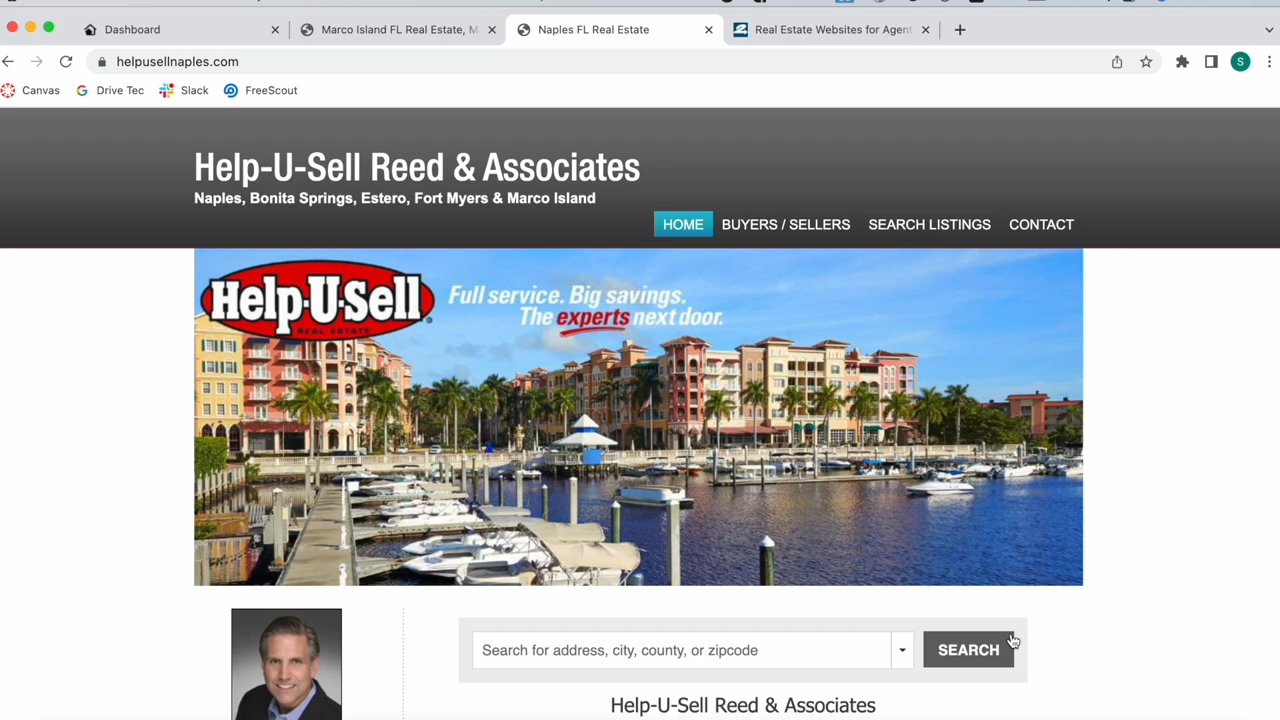 Dashboard
Marco Island FL Real Estate, M
Naples FL Real Estate
Real Estate Websites for Agent
helpusellnaples.com
S
Canvas
Drive Tec
Slack
FreeScout
Help-U-Sell Reed & Associates
Naples, Bonita Springs, Estero, Fort Myers & Marco Island
HOME
BUYERS / SELLERS
SEARCH LISTINGS
CONTACT
Help-U-Sell
REAL ESTATE
Full service. Big savings.
The experts next door.
Search for address, city, county, or zipcode
SEARCH
Help-U-Sell Reed & Associates